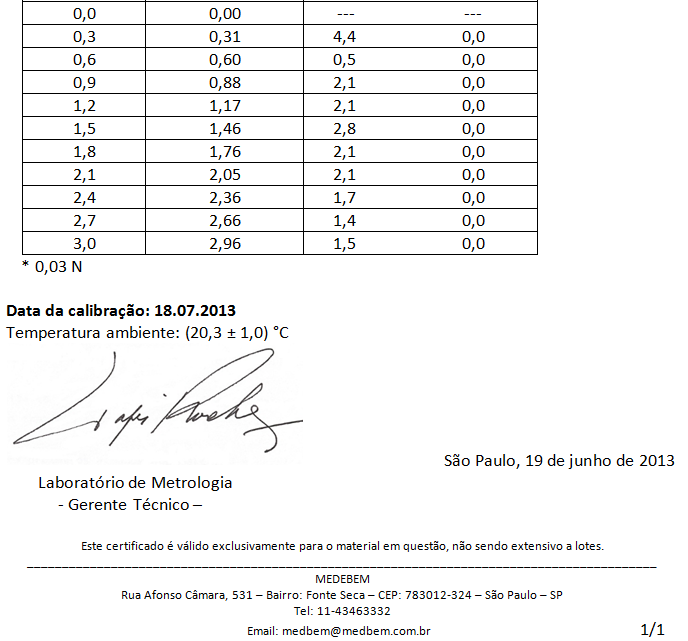 0,0 0,00 --- ---
0,3 0,31 4,4 0,0
0,6 0,60 0,5 0,0
0,9 0,88 2,1 0,0
1,2 1,17 2,1 0,0
1,5 1,46 2,8 0,0
1,8 1,76 2,1 0,0
2,1 2,05 2,1 0,0
2,4 2,36 1,7 0,0
2,7 2,66 1,4 0,0
3,0 2,96 1,5 0,0
* 0,03 N
Data da calibração: 18.07.2013
Temperatura ambiente: (20,3 ± 1,0) °C
São Paulo, 19 de junho de 2013
Laboratório de Metrologia
- Gerente Técnico –
Este certificado é válido exclusivamente para o material em questão, não sendo extensivo a lotes.
MEDEBEM
Rua Afonso Câmara, 531 – Bairro: Fonte Seca – CEP: 783012-324 – São Paulo – SP
Tel: 11-43463332
Email: medbem@medbem.com.br 1/1